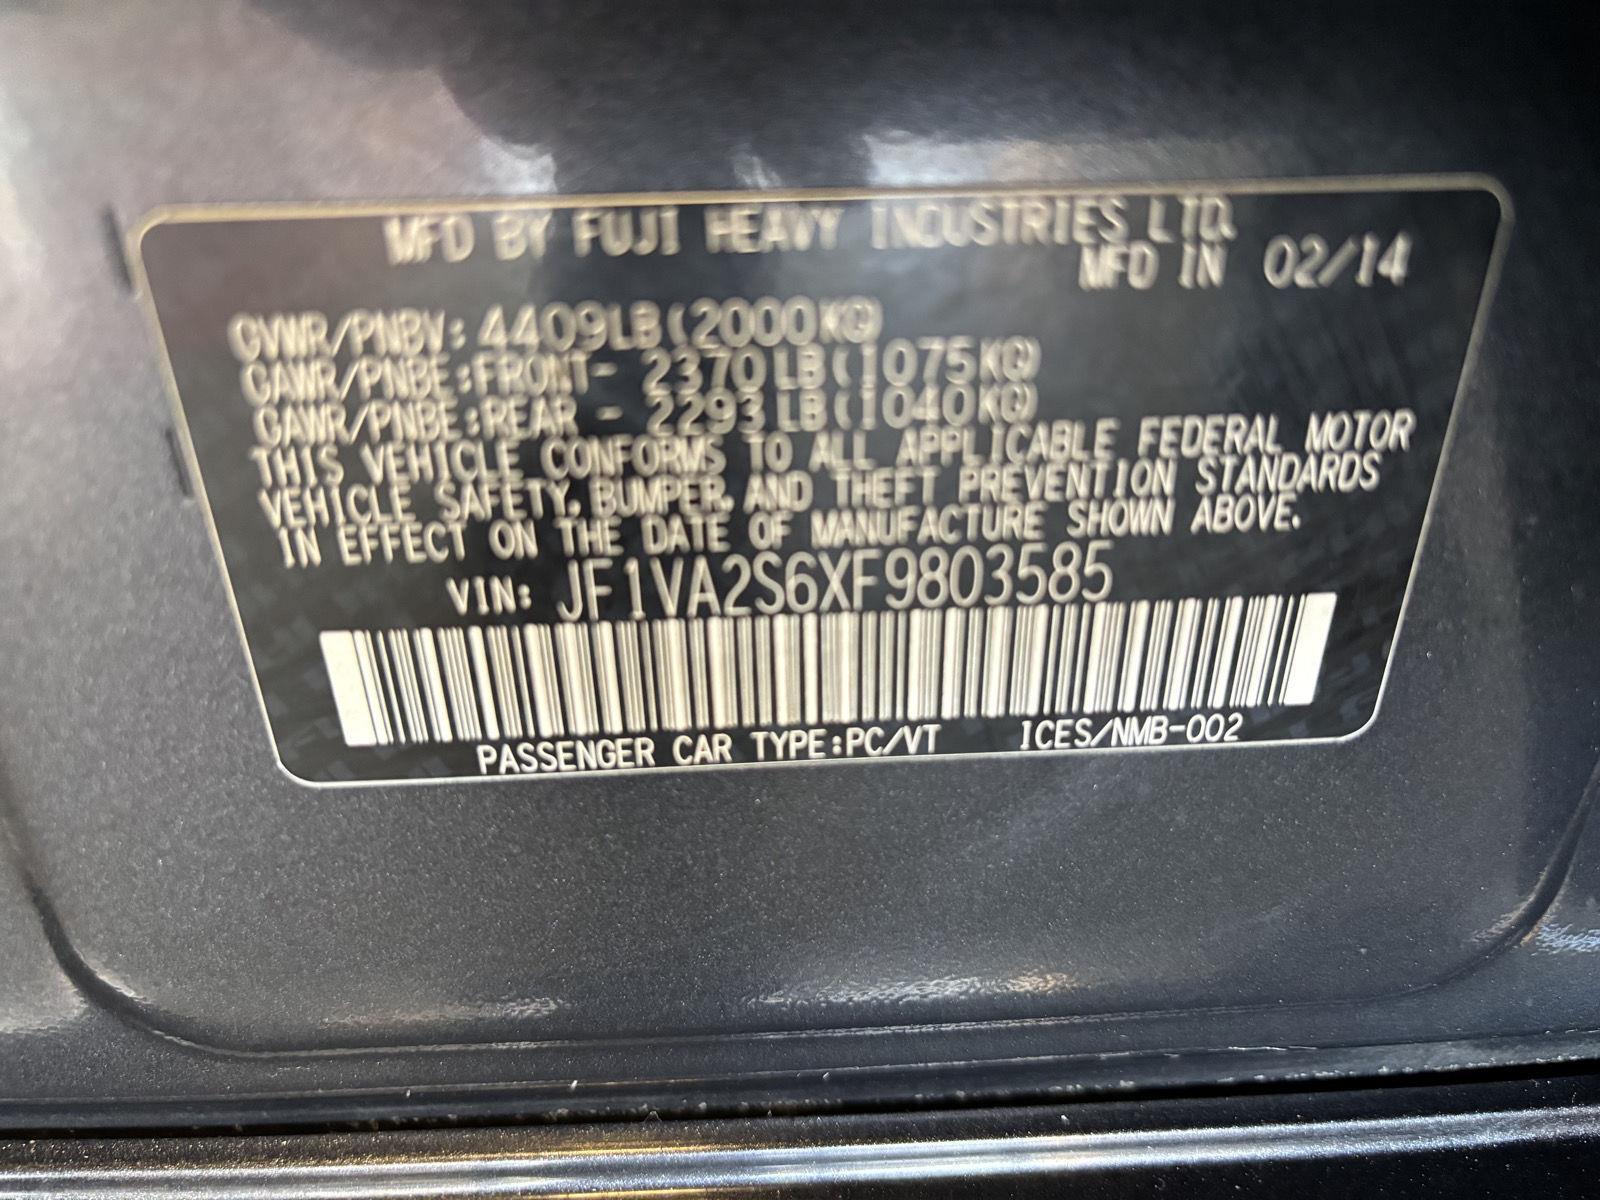 MFD BY FUJI HEAVY INDUSTRIES LTD.
MFD IN 02/14
GVWR/PNBV: 4409LB(2000KG)
GAWR/PNBE:FRONT- 2370LB(1075KG)
GAWR/PNBE:REAR - 2293LB(1040KG)
THIS VEHICLE CONFORMS TO ALL APPLICABLE FEDERAL MOTOR
VEHICLE SAFETY, BUMPER, AND THEFT PREVENTION STANDARDS
IN EFFECT ON THE DATE OF MANUFACTURE SHOWN ABOVE.
VIN: JF1VA2S6XF9803585
PASSENGER CAR TYPE:PC/VT ICES/NMB-002